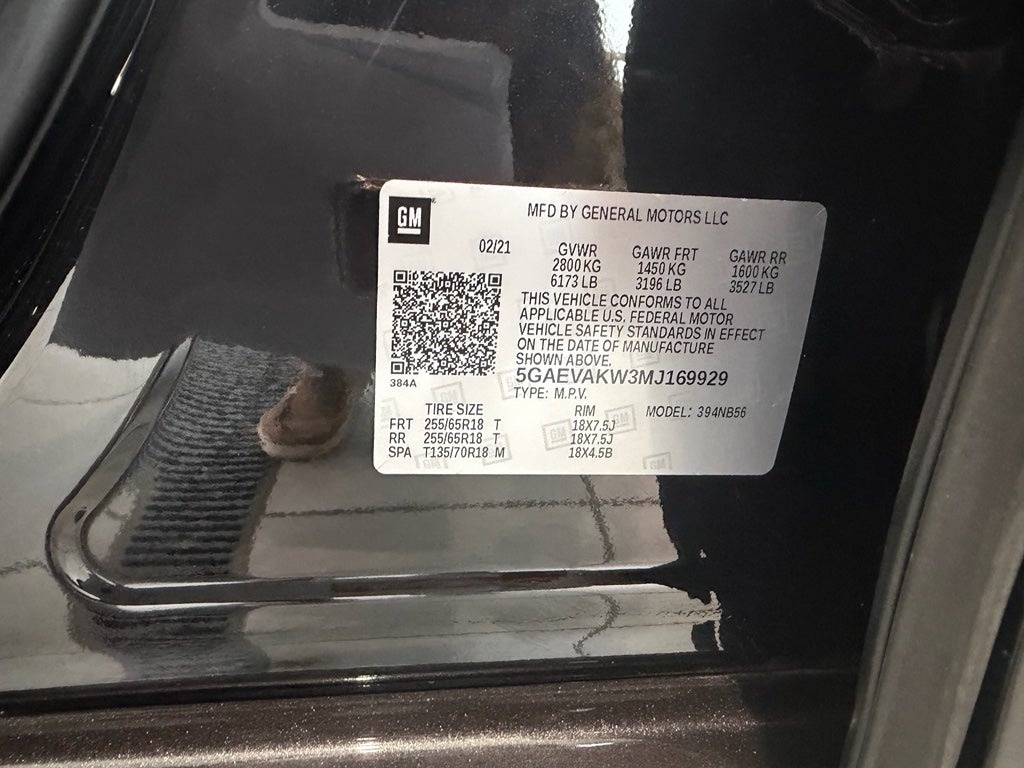 GM
MFD BY GENERAL MOTORS LLC
02/21 GVWR GAWR FRT GAWR RR
2800 KG 1450 KG 1600 KG
6173 LB 3196 LB 3527 LB
THIS VEHICLE CONFORMS TO ALL
APPLICABLE U.S. FEDERAL MOTOR
VEHICLE SAFETY STANDARDS IN EFFECT
ON THE DATE OF MANUFACTURE
SHOWN ABOVE.
384A
5GAEVAKW3MJ169929
TYPE: M.P.V.
TIRE SIZE RIM MODEL: 394NB56
FRT 255/65R18 T 18X7.5J
RR 255/65R18 T 18X7.5J
SPA T135/70R18 M 18X4.5B